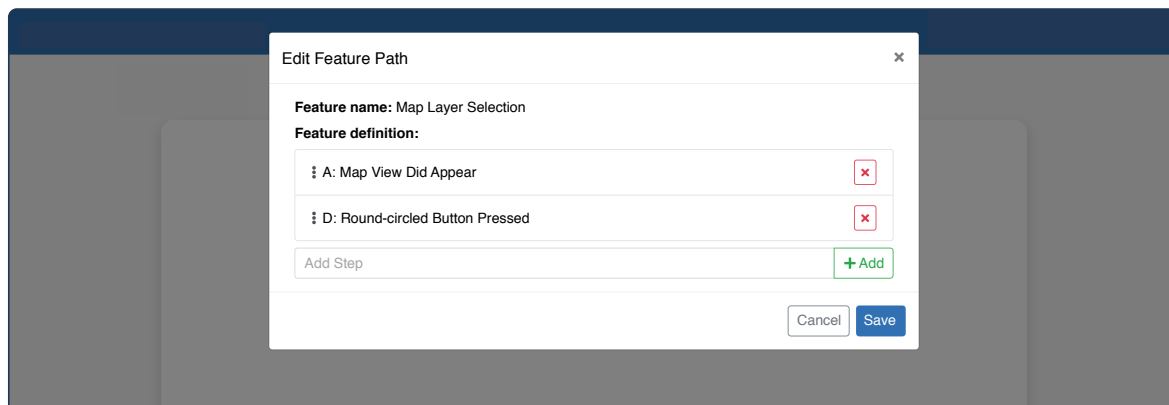 Edit Feature Path
Feature name: Map Layer Selection
Feature definition:
A: Map View Did Appear
D: Round-circled Button Pressed
Add Step
Add
Cancel
Save